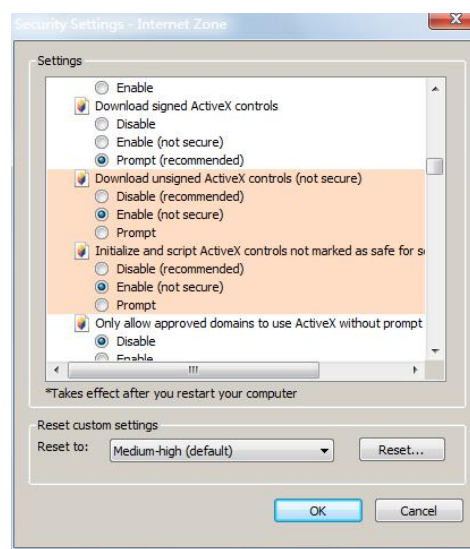 Security Settings - Internet Zone
Settings
Enable
Download signed ActiveX controls
Disable
Enable (not secure)
Prompt (recommended)
Download unsigned ActiveX controls (not secure)
Disable (recommended)
Enable (not secure)
Prompt
Initialize and script ActiveX controls not marked as safe for
Disable (recommended)
Enable (not secure)
Prompt
Only allow approved domains to use ActiveX without prompt
Disable
Enable
*Takes effect after you restart your computer
Reset custom settings
Reset to:
Medium-high (default)
Reset...
OK
Cancel